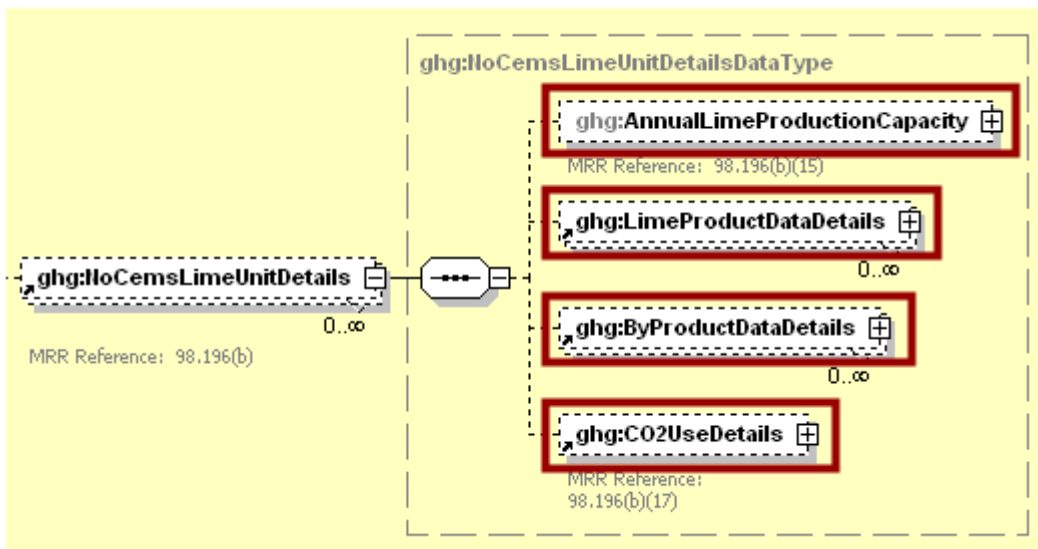 ghg:NoCemsLimeUnitDetailsDataType
ghg:AnnualLimeProductionCapacity
MRR Reference: 98.196(b)(15)
ghg:LimeProductDataDetails
0..∞
ghg:NoCemsLimeUnitDetails
0..∞
MRR Reference: 98.196(b)
ghg:ByProductDataDetails
0..∞
ghg:CO2UseDetails
MRR Reference:
98.196(b)(17)